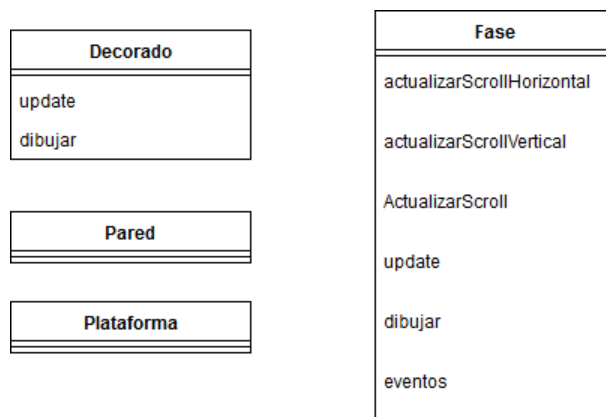 Decorado
update
dibujar
Pared
Plataforma
Fase
actualizarScrollHorizontal
actualizarScrollVertical
ActualizarScroll
update
dibujar
eventos